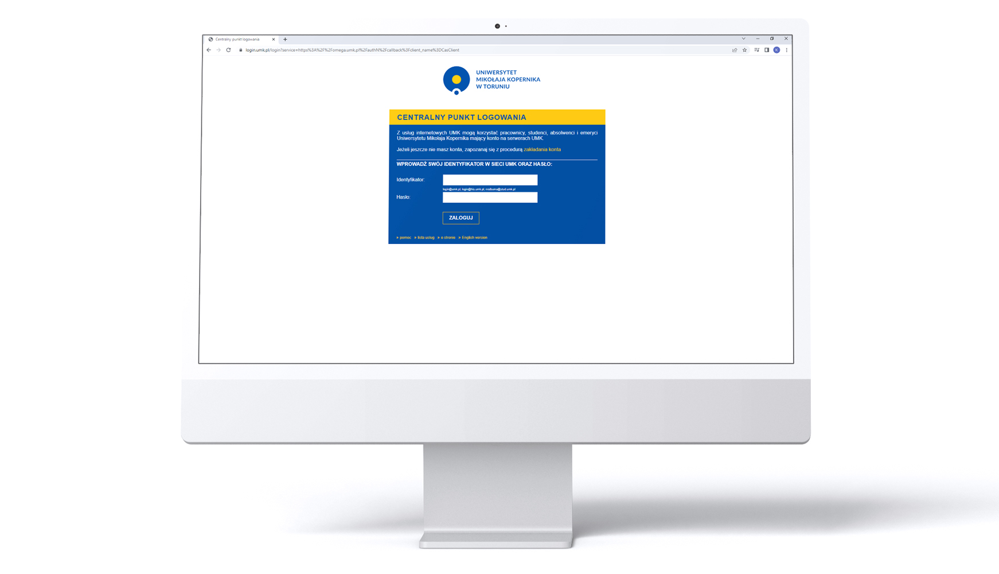 Centralny punkt logowania
login.umk.pl/login?service=https%3A%2F%2Fomega.umk.pl%2FauthN%2Fcallback%3Fclient_name%3DCasClient
K
UNIWERSYTET
MIKOŁAJA KOPERNIKA
W TORUNIU
CENTRALNY PUNKT LOGOWANIA
Z usług internetowych UMK mogą korzystać pracownicy, studenci, absolwenci i emeryci
Uniwersytetu Mikołaja Kopernika mający konto na serwerach UMK.
Jeżeli jeszcze nie masz konta, zapoznaj się z procedurą zakładania konta
WPROWADŹ SWÓJ IDENTYFIKATOR W SIECI UMK ORAZ HASŁO:
Identyfikator:
login@umk.pl, login@his.umk.pl, nralbumu@stud.umk.pl
Hasło:
ZALOGUJ
» pomoc » lista usług » o stronie » English version